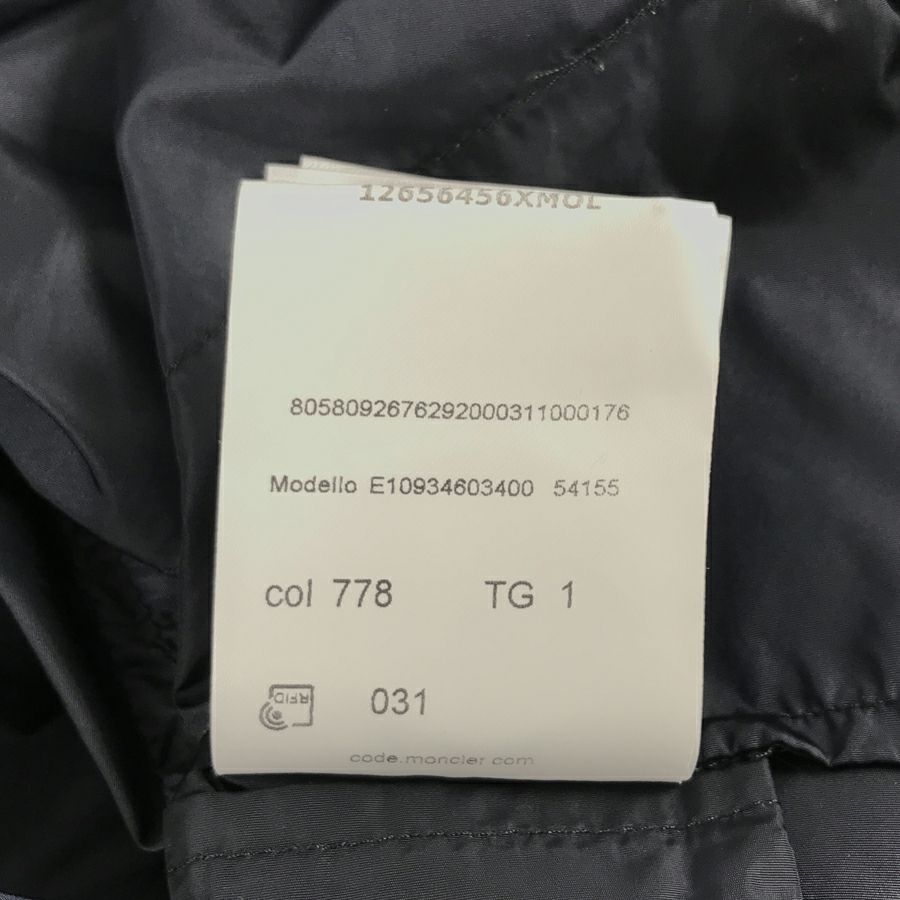 12656456XMOL
8058092676292000311000176
Modello E10934603400 54155
col 778 TG 1
RFID 031
code.moncler.com